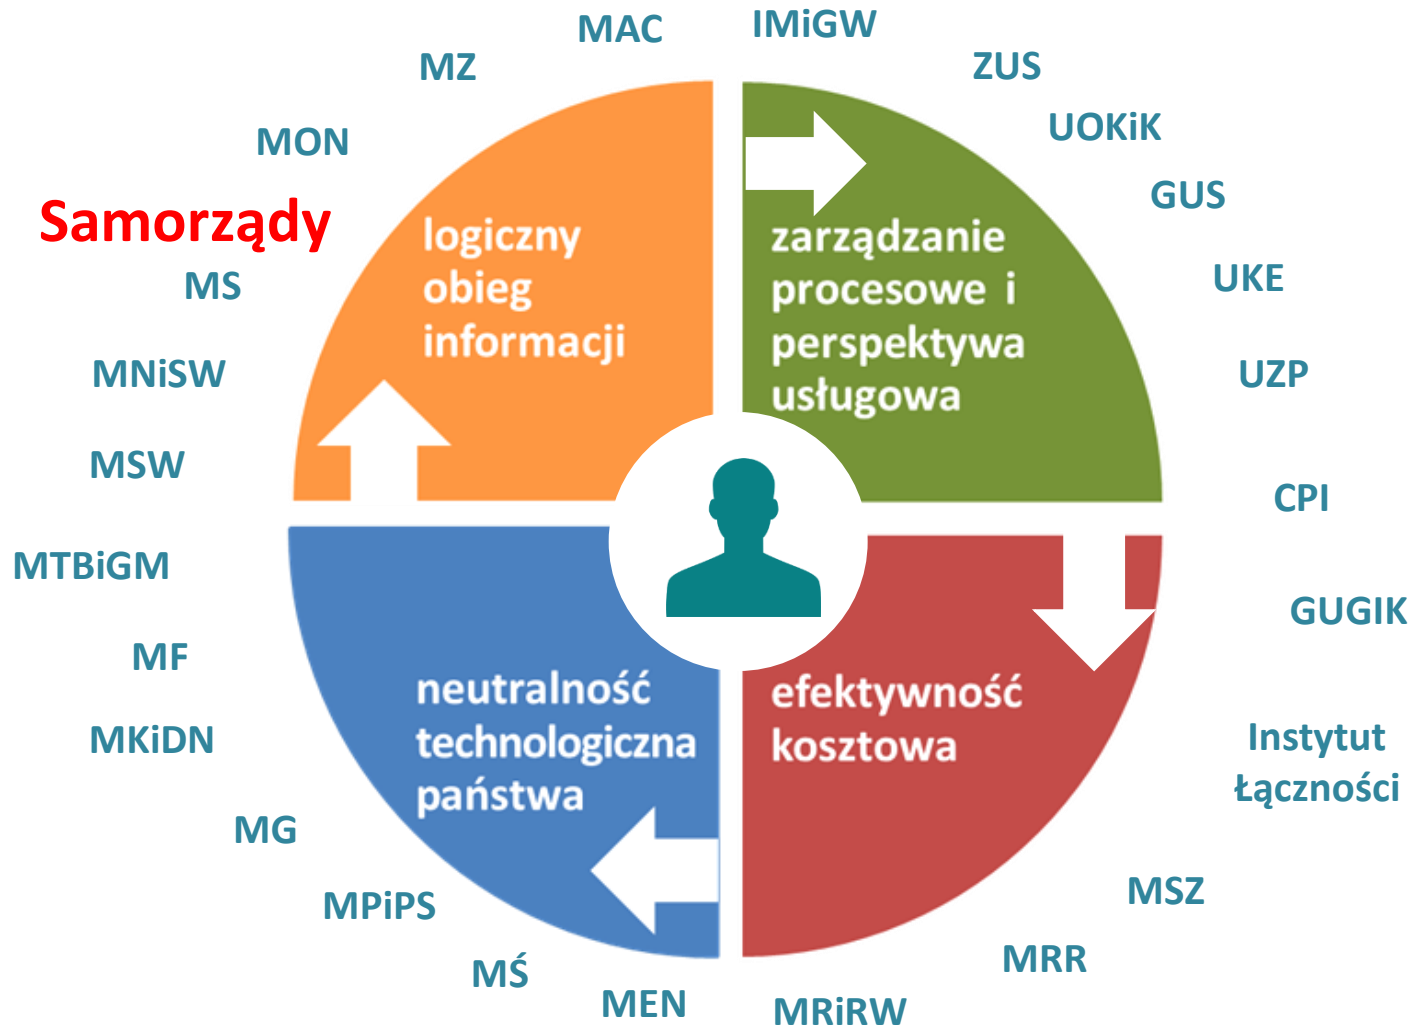 MAC
IMiGW
MZ
ZUS
MON
UOKiK
Samorządy
GUS
MS
UKE
MNiSW
UZP
MSW
CPI
MTBiGM
GUGIK
MF
MKiDN
Instytut
Łączności
MG
MSZ
MPiPS
MRR
MŚ
MEN
MRiRW
logiczny
obieg
informacji
zarządzanie
procesowe i
perspektywa
usługowa
neutralność
technologiczna
państwa
efektywność
kosztowa